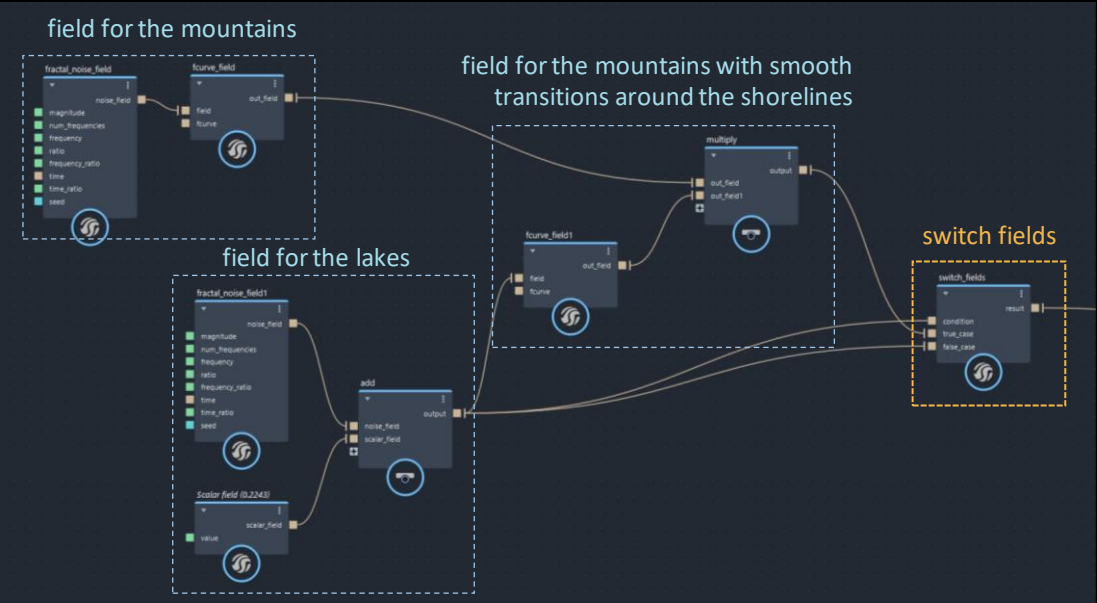 field for the mountains
fractal_noise_field
noise_field
magnitude
num_frequencies
frequency
ratio
frequency_ratio
time
time_ratio
seed
fcurve_field
out_field
field
fcurve
field for the mountains with smooth
transitions around the shorelines
multiply
output
out_field
out_field1
fcurve_field1
out_field
field
fcurve
field for the lakes
fractal_noise_field1
noise_field
magnitude
num_frequencies
frequency
ratio
frequency_ratio
time
time_ratio
seed
add
output
noise_field
scalar_field
Scalar field (0.2243)
scalar_field
value
switch fields
switch_fields
result
condition
true_case
false_case